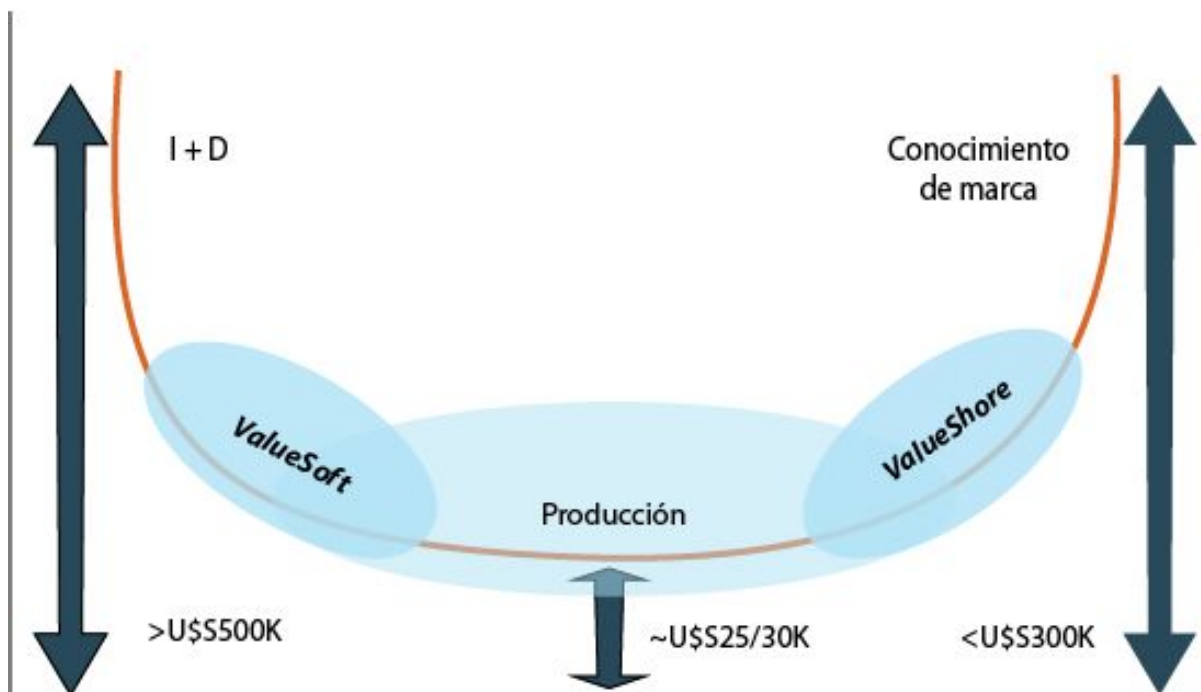 I + D
Conocimiento
de marca
ValueSoft
ValueShore
Producción
>U$S500K
~U$S25/30K
<U$S300K